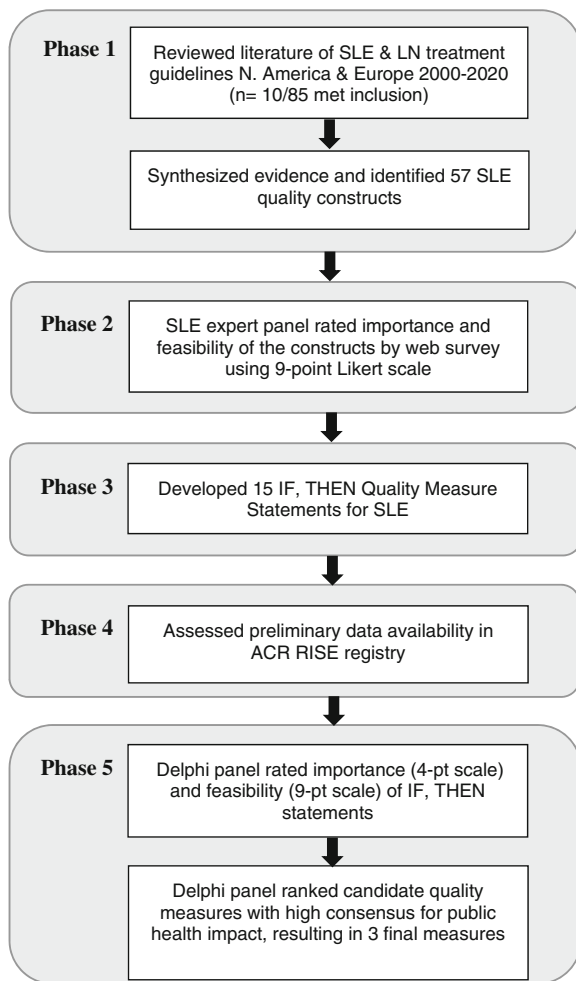 Phase 1
Reviewed literature of SLE & LN treatment
guidelines N. America & Europe 2000-2020
(n= 10/85 met inclusion)
Synthesized evidence and identified 57 SLE
quality constructs
Phase 2
SLE expert panel rated importance and
feasibility of the constructs by web survey
using 9-point Likert scale
Phase 3
Developed 15 IF, THEN Quality Measure
Statements for SLE
Phase 4
Assessed preliminary data availability in
ACR RISE registry
Phase 5
Delphi panel rated importance (4-pt scale)
and feasibility (9-pt scale) of IF, THEN
statements
Delphi panel ranked candidate quality
measures with high consensus for public
health impact, resulting in 3 final measures